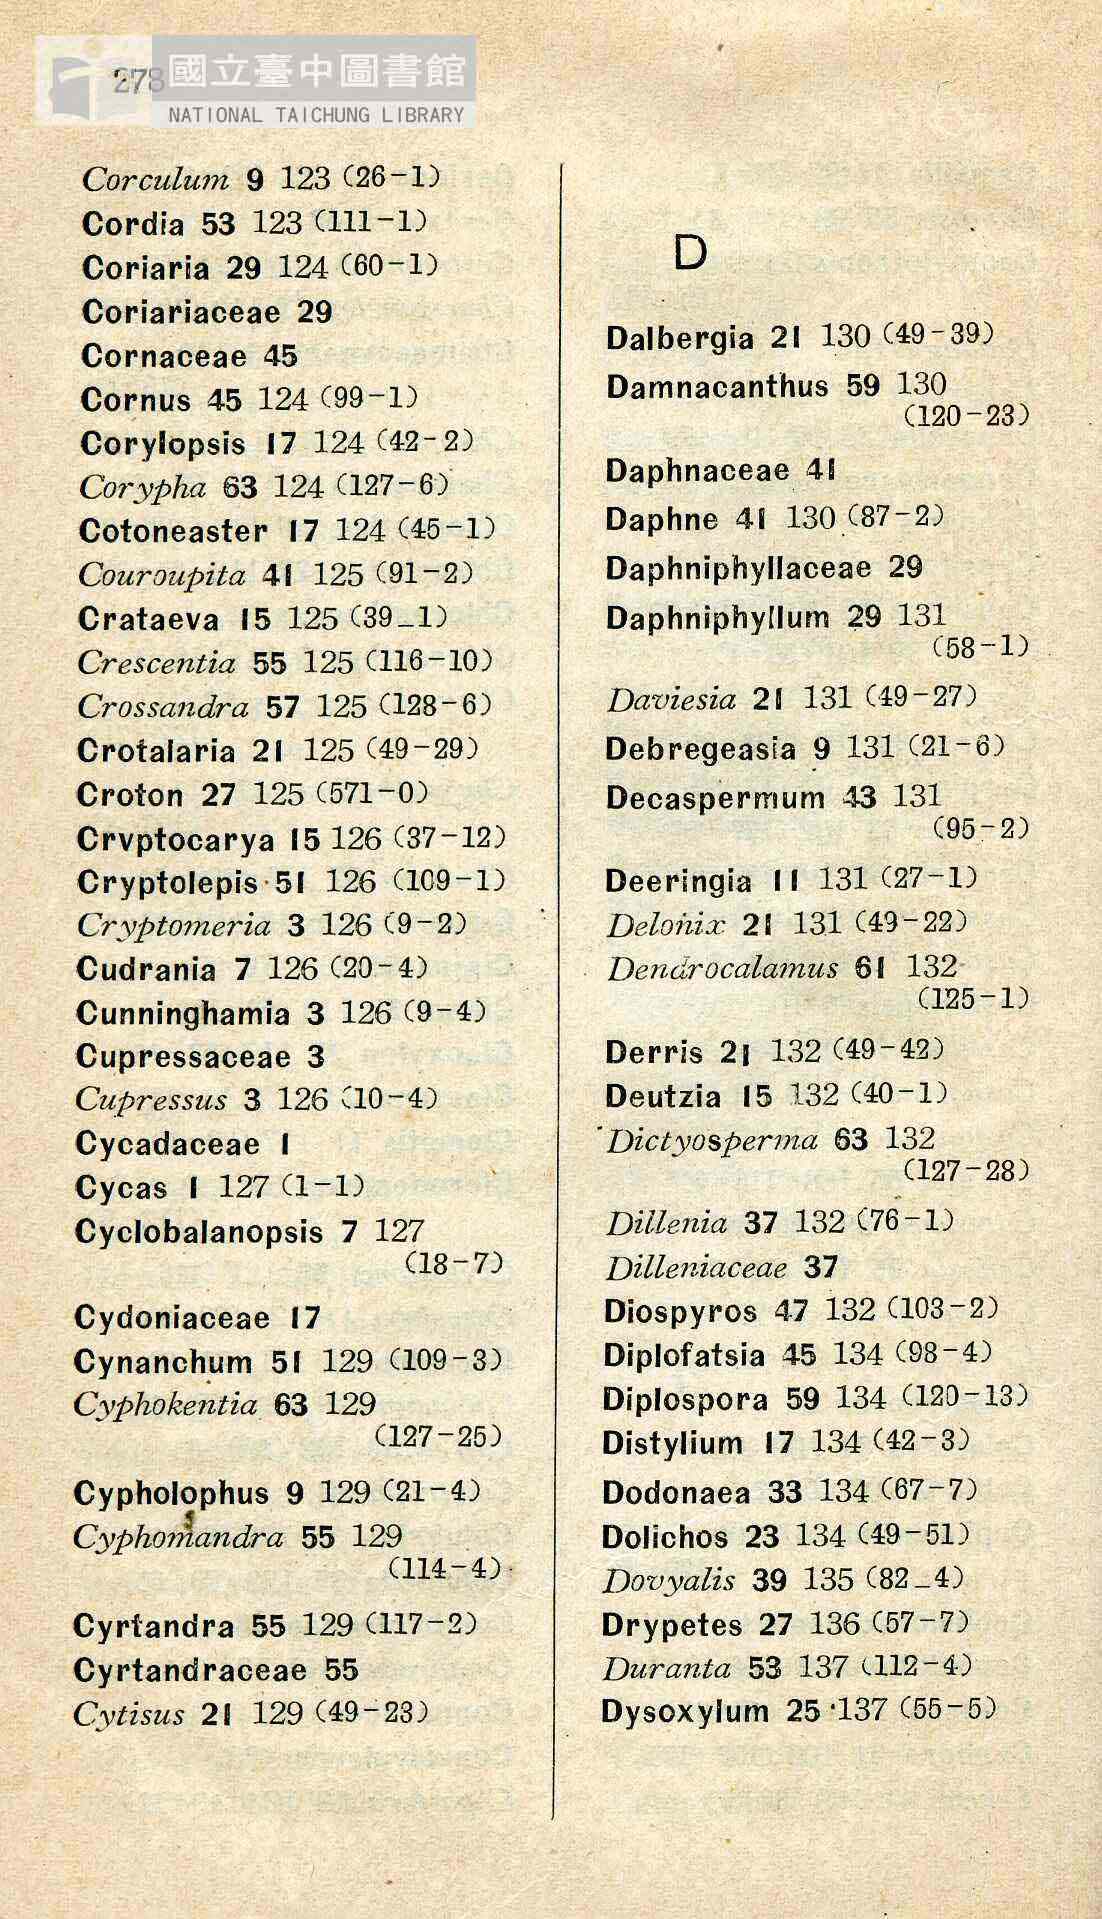 278
國立臺中圖書館
NATIONAL TAICHUNG LIBRARY
Corculum 9 123 (26-1)
Cordia 53 123 (111-1)
Coriaria 29 124 (60-1)
Coriariaceae 29
Cornaceae 45
Cornus 45 124 (99-1)
Corylopsis 17 124 (42-2)
Corypha 63 124 (127-6)
Cotoneaster 17 124 (45-1)
Couroupita 41 125 (91-2)
Crataeva 15 125 (39_1)
Crescentia 55 125 (116-10)
Crossandra 57 125 (128-6)
Crotalaria 21 125 (49-29)
Croton 27 125 (571-0)
Crvptocarya 15 126 (37-12)
Cryptolepis 51 126 (109-1)
Cryptomeria 3 126 (9-2)
Cudrania 7 126 (20-4)
Cunninghamia 3 126 (9-4)
Cupressaceae 3
Cupressus 3 126 (10-4)
Cycadaceae 1
Cycas 1 127 (1-1)
Cyclobalanopsis 7 127
(18-7)
Cydoniaceae 17
Cynanchum 51 129 (109-3)
Cyphokentia 63 129
(127-25)
Cypholophus 9 129 (21-4)
Cyphomandra 55 129
(114-4)
Cyrtandra 55 129 (117-2)
Cyrtandraceae 55
Cytisus 21 129 (49-23)
D
Dalbergia 21 130 (49-39)
Damnacanthus 59 130
(120-23)
Daphnaceae 41
Daphne 41 130 (87-2)
Daphniphyllaceae 29
Daphniphyllum 29 131
(58-1)
Daviesia 21 131 (49-27)
Debregeasia 9 131 (21-6)
Decaspermum 43 131
(95-2)
Deeringia 11 131 (27-1)
Delonix 21 131 (49-22)
Dendrocalamus 61 132
(125-1)
Derris 21 132 (49-42)
Deutzia 15 132 (40-1)
Dictyosperma 63 132
(127-28)
Dillenia 37 132 (76-1)
Dilleniaceae 37
Diospyros 47 132 (103-2)
Diplofatsia 45 134 (98-4)
Diplospora 59 134 (120-13)
Distylium 17 134 (42-3)
Dodonaea 33 134 (67-7)
Dolichos 23 134 (49-51)
Dovyalis 39 135 (82_4)
Drypetes 27 136 (57-7)
Duranta 53 137 (112-4)
Dysoxylum 25 137 (55-5)